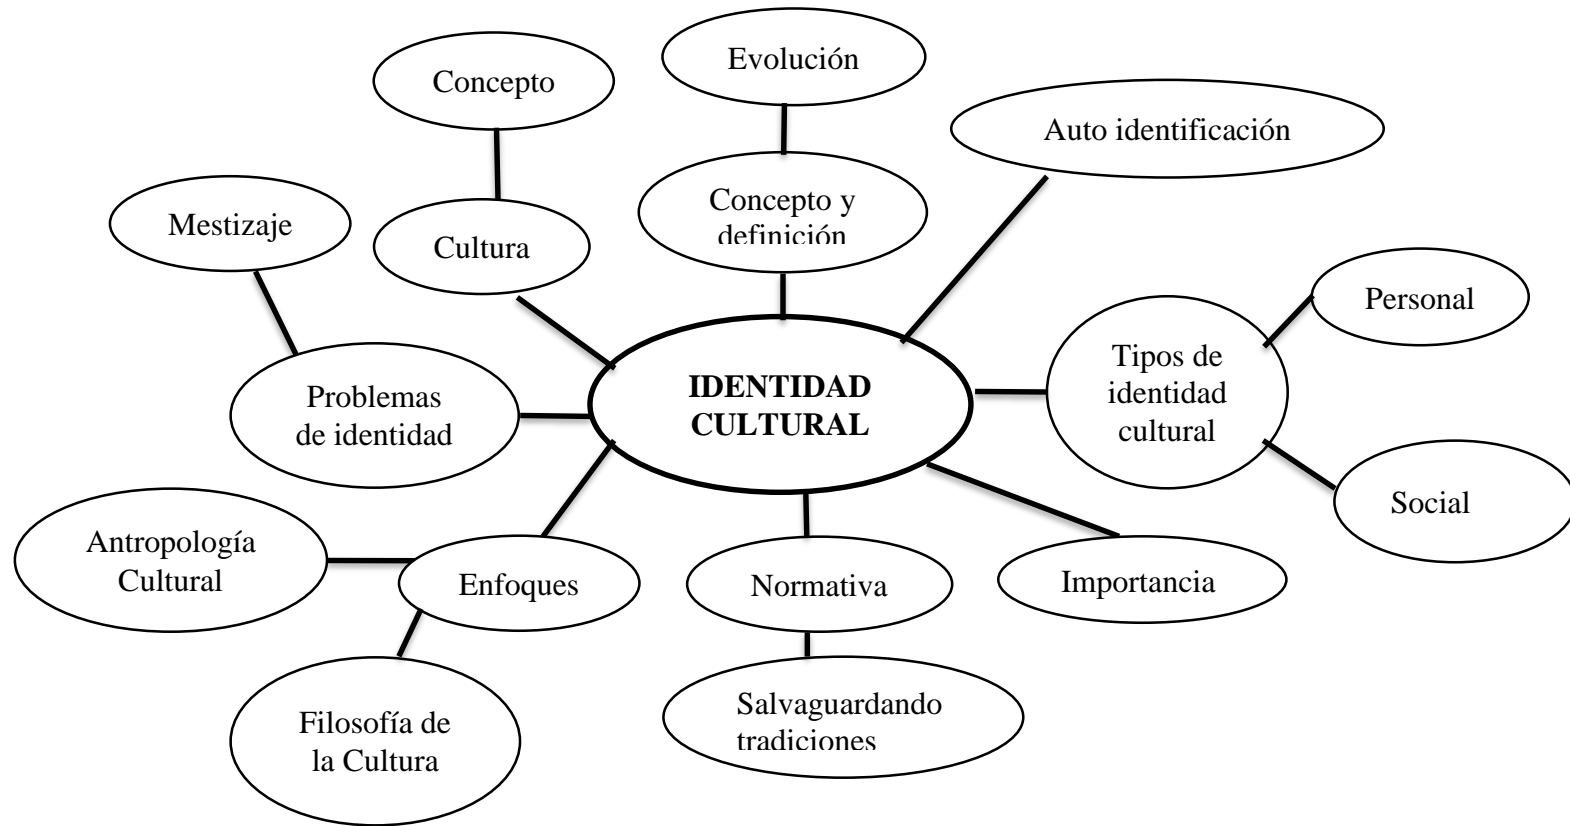 Evolución
Concepto
Auto identificación
Concepto y
definición
Mestizaje
Cultura
Personal
Tipos de
identidad
cultural
IDENTIDAD
CULTURAL
Problemas
de identidad
Social
Antropología
Cultural
Enfoques
Normativa
Importancia
Salvaguardando
tradiciones
Filosofía de
la Cultura